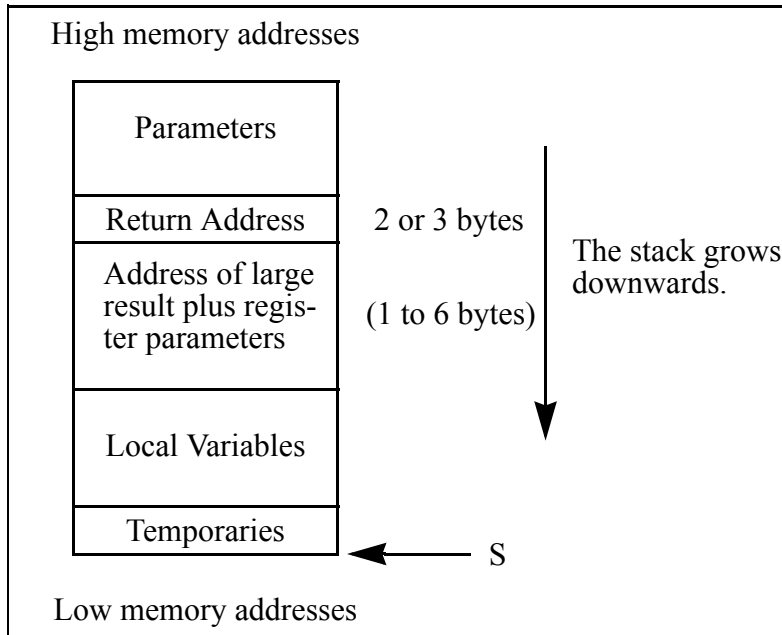 High memory addresses
Parameters
Return Address
2 or 3 bytes
Address of large
result plus regis-
ter parameters
(1 to 6 bytes)
The stack grows
downwards.
Local Variables
Temporaries
S
Low memory addresses